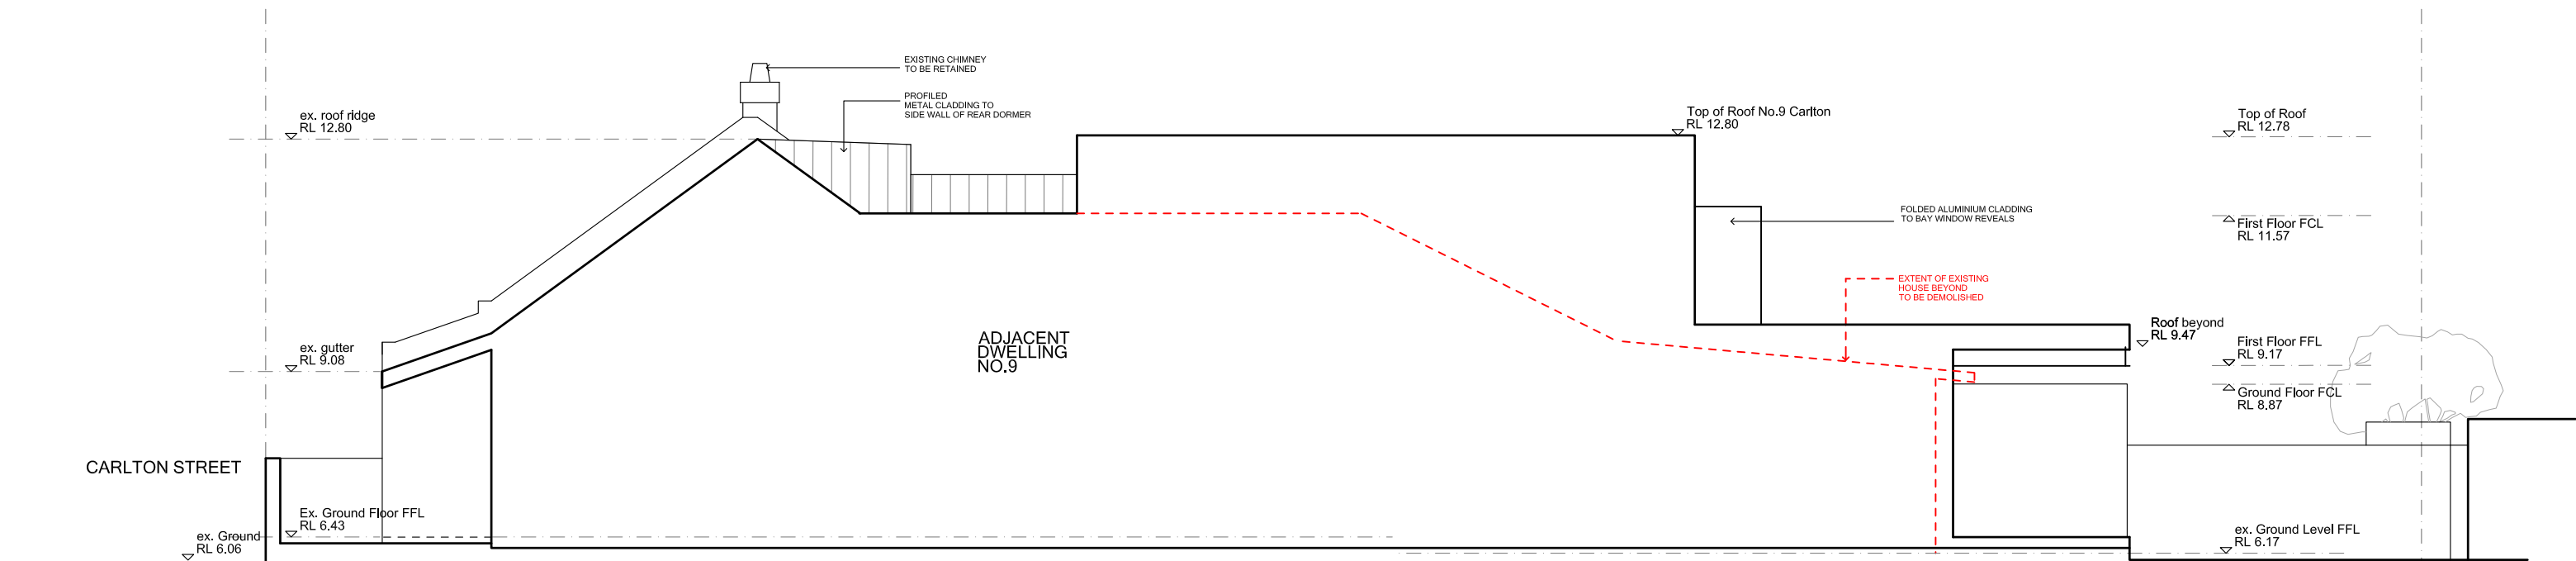 EXISTING CHIMNEY
TO BE RETAINED
PROFILED
METAL CLADDING TO
SIDE WALL OF REAR DORMER
ex. roof ridge
RL 12.80
Top of Roof No.9 Carlton
RL 12.80
Top of Roof
RL 12.78
FOLDED ALUMINIUM CLADDING
TO BAY WINDOW REVEALS
First Floor FCL
RL 11.57
EXTENT OF EXISTING
HOUSE BEYOND
TO BE DEMOLISHED
ADJACENT
DWELLING
NO.9
Roof beyond
RL 9.47
ex. gutter
RL 9.08
First Floor FFL
RL 9.17
Ground Floor FCL
RL 8.87
CARLTON STREET
Ex. Ground Floor FFL
RL 6.43
ex. Ground
RL 6.06
ex. Ground Level FFL
RL 6.17